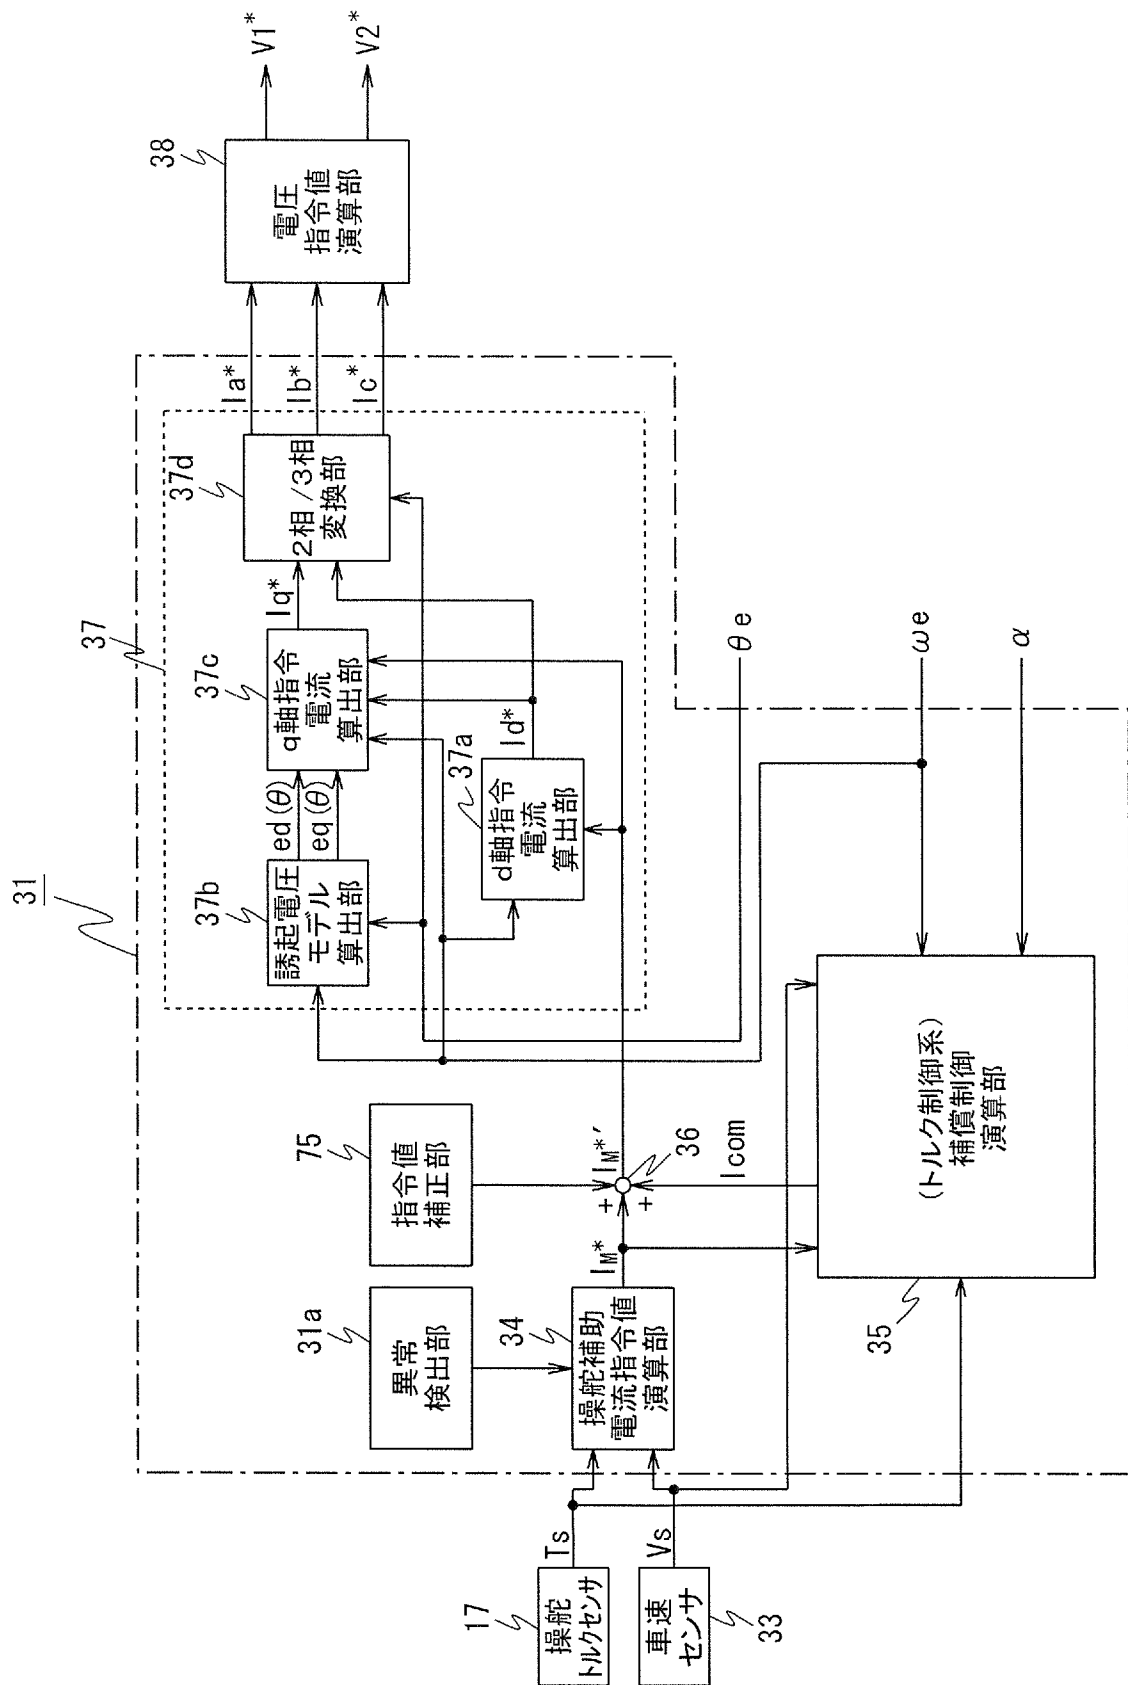 31
37
17
操舵
トルクセンサ
Ts
33
車速
センサ
Vs
31a
異常
検出部
34
操舵補助
電流指令値
演算部
IM*
75
指令値
補正部
IM*′
+
+
36
Icom
35
(トルク制御系)
補償制御
演算部
37b
誘起電圧
モデル
算出部
ed(θ)
eq(θ)
37a
d軸指令
電流
算出部
Id*
37c
q軸指令
電流
算出部
Iq*
37d
2相/3相
変換部
Ia*
Ib*
Ic*
38
電圧
指令値
演算部
V1*
V2*
θe
ωe
α